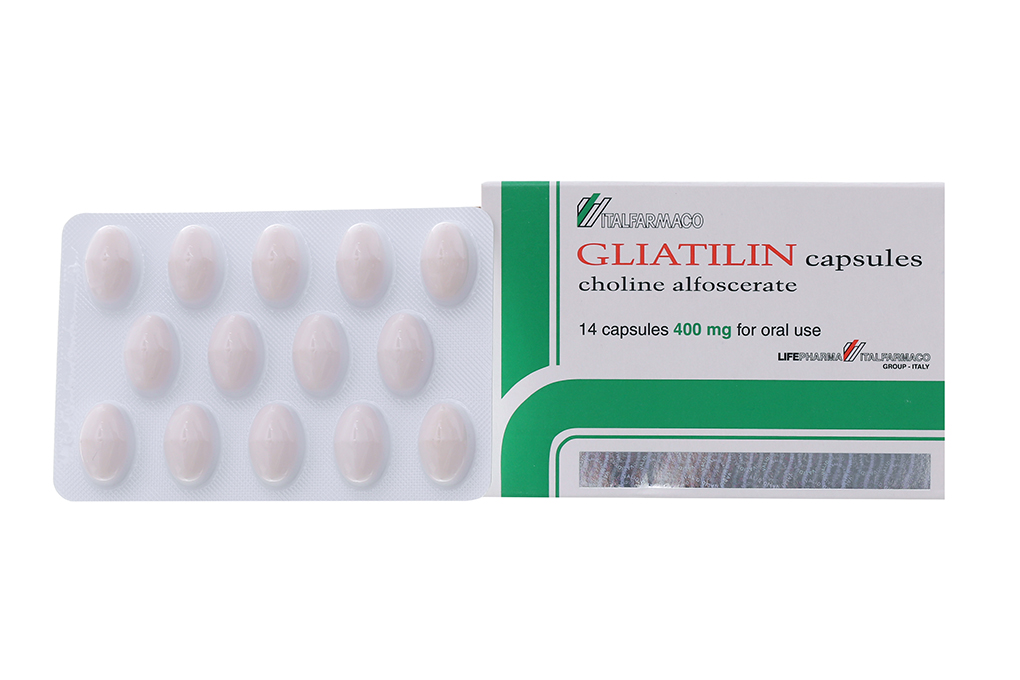 ITALFARMACO
GLIATILIN capsules
choline alfoscerate
14 capsules 400 mg for oral use
LIFEPHARMA ITALFARMACO
GROUP - ITALY